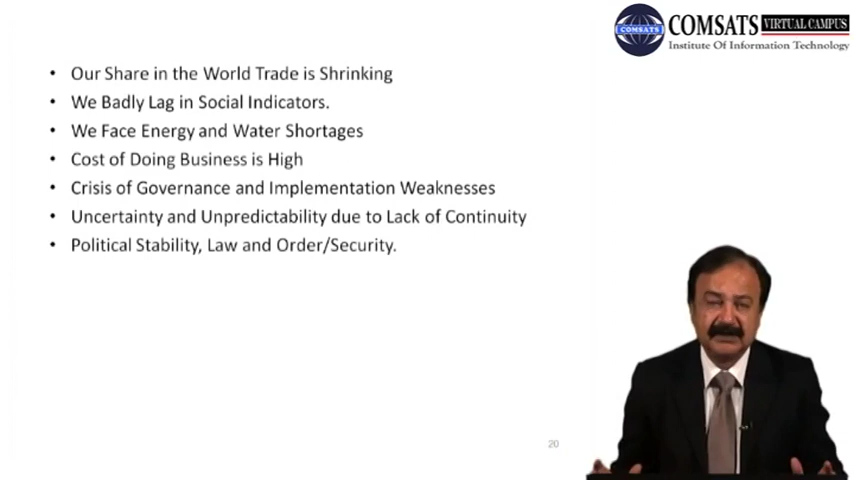 COMSATS VIRTUAL CAMPUS
COMSATS
Institute Of Information Technology
• Our Share in the World Trade is Shrinking
• We Badly Lag in Social Indicators.
• We Face Energy and Water Shortages
• Cost of Doing Business is High
• Crisis of Governance and Implementation Weaknesses
• Uncertainty and Unpredictability due to Lack of Continuity
• Political Stability, Law and Order/Security.
20